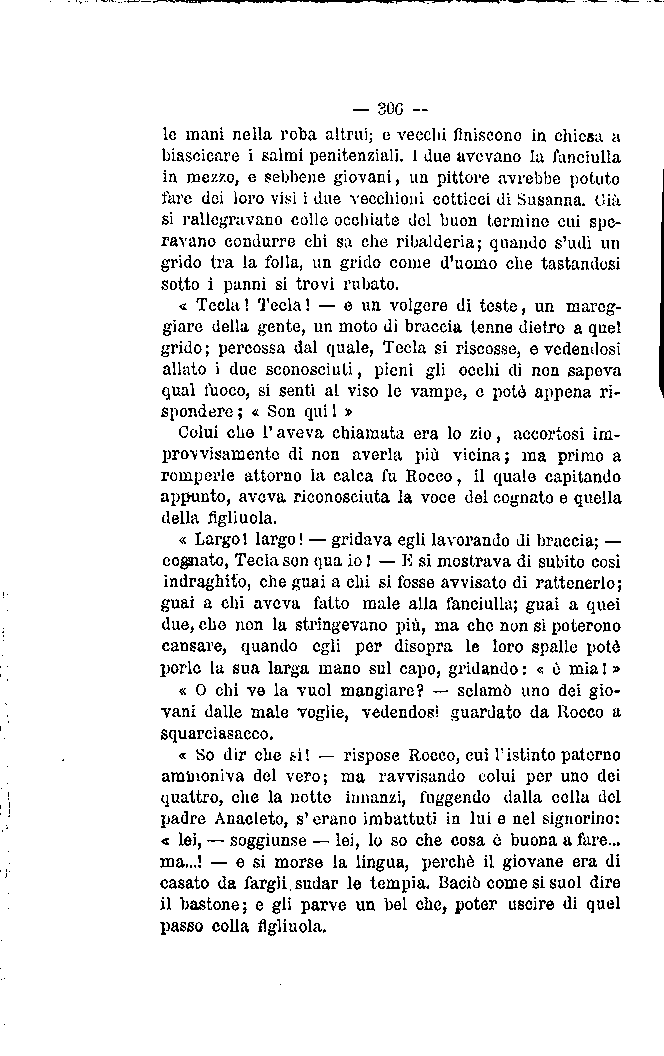 — 306 --
le mani nella roba altrui; e vecchi finiscono in chiesa a
biascicare i salmi penitenziali. I due avevano la fanciulla
in mezzo, e sebbene giovani, un pittore avrebbe potuto
fare dei loro visi i due vecchioni cotticci di Susanna. Già
si rallegravano colle occhiate del buon termine cui spe-
ravano condurre chi sa che ribalderia; quando s'udì un
grido tra la folla, un grido come d'uomo che tastandosi
sotto i panni si trovi rubato.
« Tecla! Tecla! — e un volgere di teste, un mareg-
giare della gente, un moto di braccia tenne dietro a quel
grido; percossa dal quale, Tecla si riscosse, e vedendosi
allato i due sconosciuti, pieni gli occhi di non sapeva
qual fuoco, si sentì al viso le vampe, e potè appena ri-
spondere; « Son qui! »
Colui che l'aveva chiamata era lo zio, accortosi im-
provvisamente di non averla più vicina; ma primo a
romperle attorno la calca fu Rocco, il quale capitando
appunto, aveva riconosciuta la voce del cognato e quella
della figliuola.
« Largo! largo! — gridava egli lavorando di braccia; —
cognato, Tecla son qua io! — E si mostrava di subito così
indraghito, che guai a chi si fosse avvisato di rattenerlo;
guai a chi aveva fatto male alla fanciulla; guai a quei
due, che non la stringevano più, ma che non si poterono
cansare, quando egli per disopra le loro spalle potè
porle la sua larga mano sul capo, gridando: « è mia! »
« O chi ve la vuol mangiare? — sclamò uno dei gio-
vani dalle male voglie, vedendosi guardato da Rocco a
squarciasacco.
« So dir che sì! — rispose Rocco, cui l'istinto paterno
ammoniva del vero; ma ravvisando colui per uno dei
quattro, che la notte innanzi, fuggendo dalla cella del
padre Anacleto, s'erano imbattuti in lui e nel signorino:
« lei, — soggiunse — lei, lo so che cosa è buona a fare...
ma...! — e si morse la lingua, perchè il giovane era di
casato da fargli sudar le tempia. Baciò come si suol dire
il bastone; e gli parve un bel che, poter uscire di quel
passo colla figliuola.